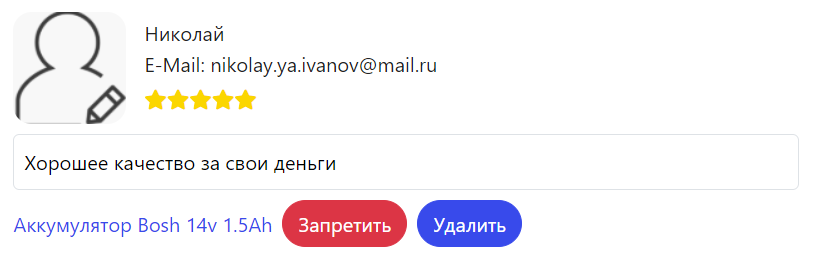 Николай
E-Mail: nikolay.ya.ivanov@mail.ru
Хорошее качество за свои деньги
Аккумулятор Bosh 14v 1.5Ah Запретить Удалить